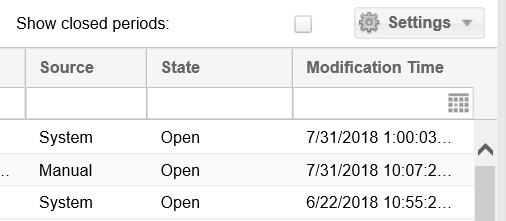 Show closed periods: Settings
Source State Modification Time
System Open 7/31/2018 1:00:03...
... Manual Open 7/31/2018 10:07:2...
System Open 6/22/2018 10:55:2...